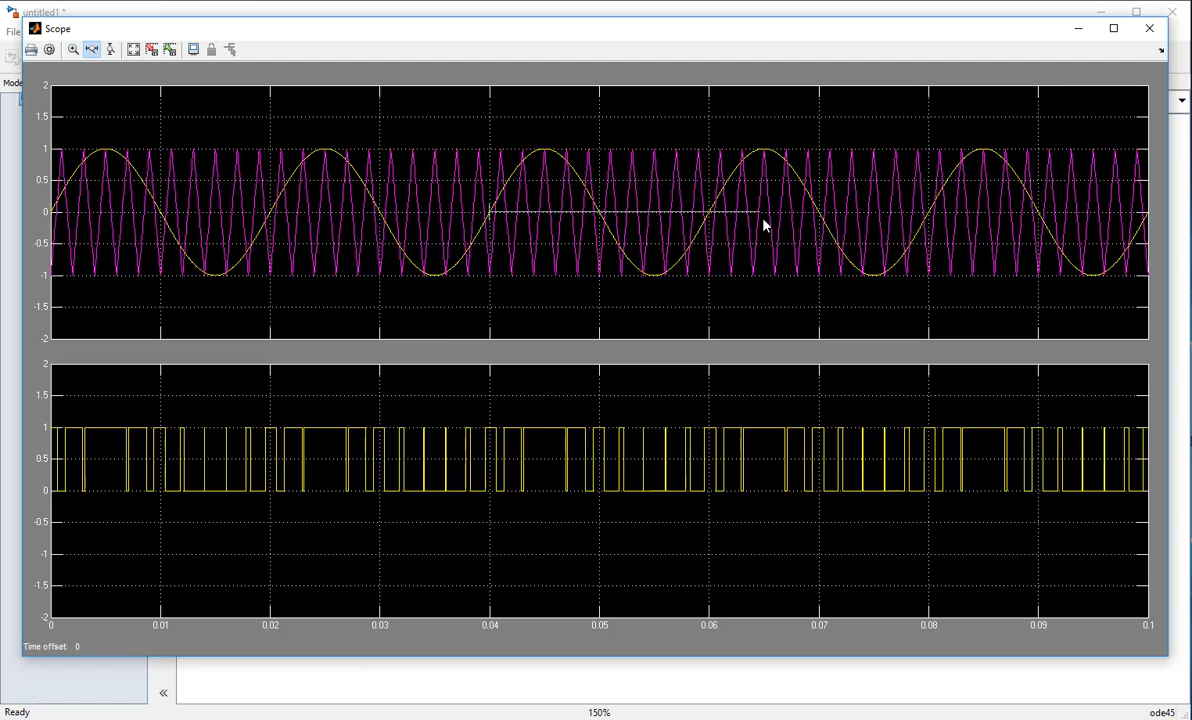 untitled1 *
File
Scope
Mode
2
1.5
1
0.5
0
-0.5
-1
-1.5
-2
2
1.5
1
0.5
0
-0.5
-1
-1.5
-2
0 0.01 0.02 0.03 0.04 0.05 0.06 0.07 0.08 0.09 0.1
Time offset: 0
Ready 150% ode45